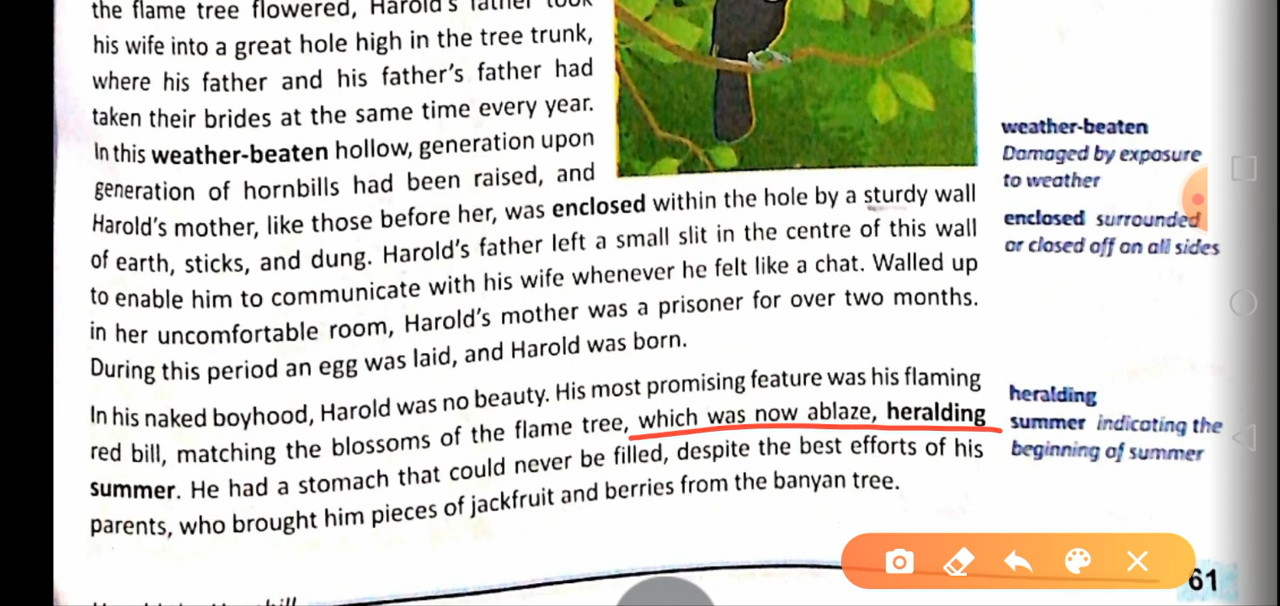 the flame tree flowered, Harold's father took
his wife into a great hole high in the tree trunk,
where his father and his father's father had
taken their brides at the same time every year.
In this weather-beaten hollow, generation upon
generation of hornbills had been raised, and
Harold's mother, like those before her, was enclosed within the hole by a sturdy wall
of earth, sticks, and dung. Harold's father left a small slit in the centre of this wall
to enable him to communicate with his wife whenever he felt like a chat. Walled up
in her uncomfortable room, Harold's mother was a prisoner for over two months.
During this period an egg was laid, and Harold was born.
In his naked boyhood, Harold was no beauty. His most promising feature was his flaming
red bill, matching the blossoms of the flame tree, which was now ablaze, heralding
summer. He had a stomach that could never be filled, despite the best efforts of his
parents, who brought him pieces of jackfruit and berries from the banyan tree.
weather-beaten
Damaged by exposure
to weather
enclosed surrounded
or closed off on all sides
heralding
summer indicating the
beginning of summer
61